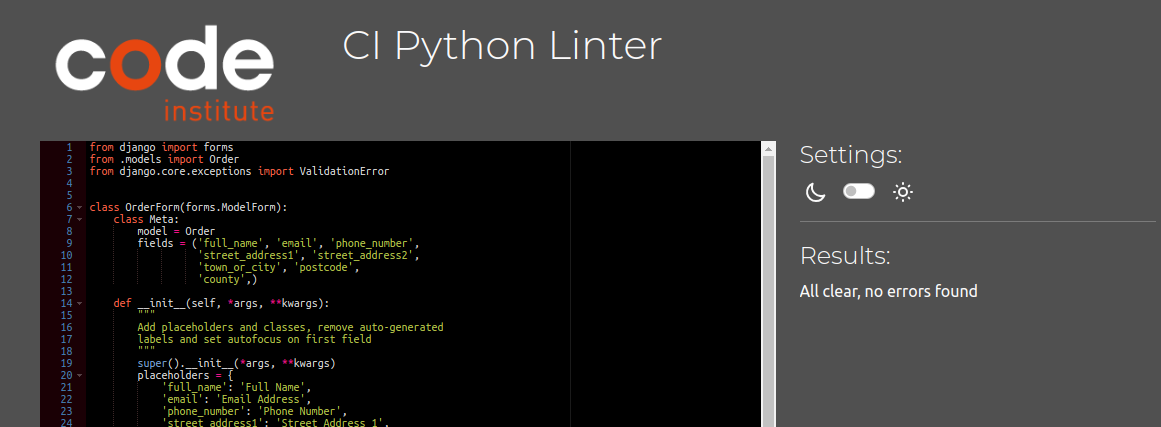 code
institute
CI Python Linter
1 from django import forms
2 from .models import Order
3 from django.core.exceptions import ValidationError
4
5
6 class OrderForm(forms.ModelForm):
7     class Meta:
8         model = Order
9         fields = ('full_name', 'email', 'phone_number',
10                   'street_address1', 'street_address2',
11                   'town_or_city', 'postcode',
12                   'county',)
13
14     def __init__(self, *args, **kwargs):
15         """
16         Add placeholders and classes, remove auto-generated
17         labels and set autofocus on first field
18         """
19         super().__init__(*args, **kwargs)
20         placeholders = {
21             'full_name': 'Full Name',
22             'email': 'Email Address',
23             'phone_number': 'Phone Number',
24             'street_address1': 'Street Address 1',
Settings:
Results:
All clear, no errors found